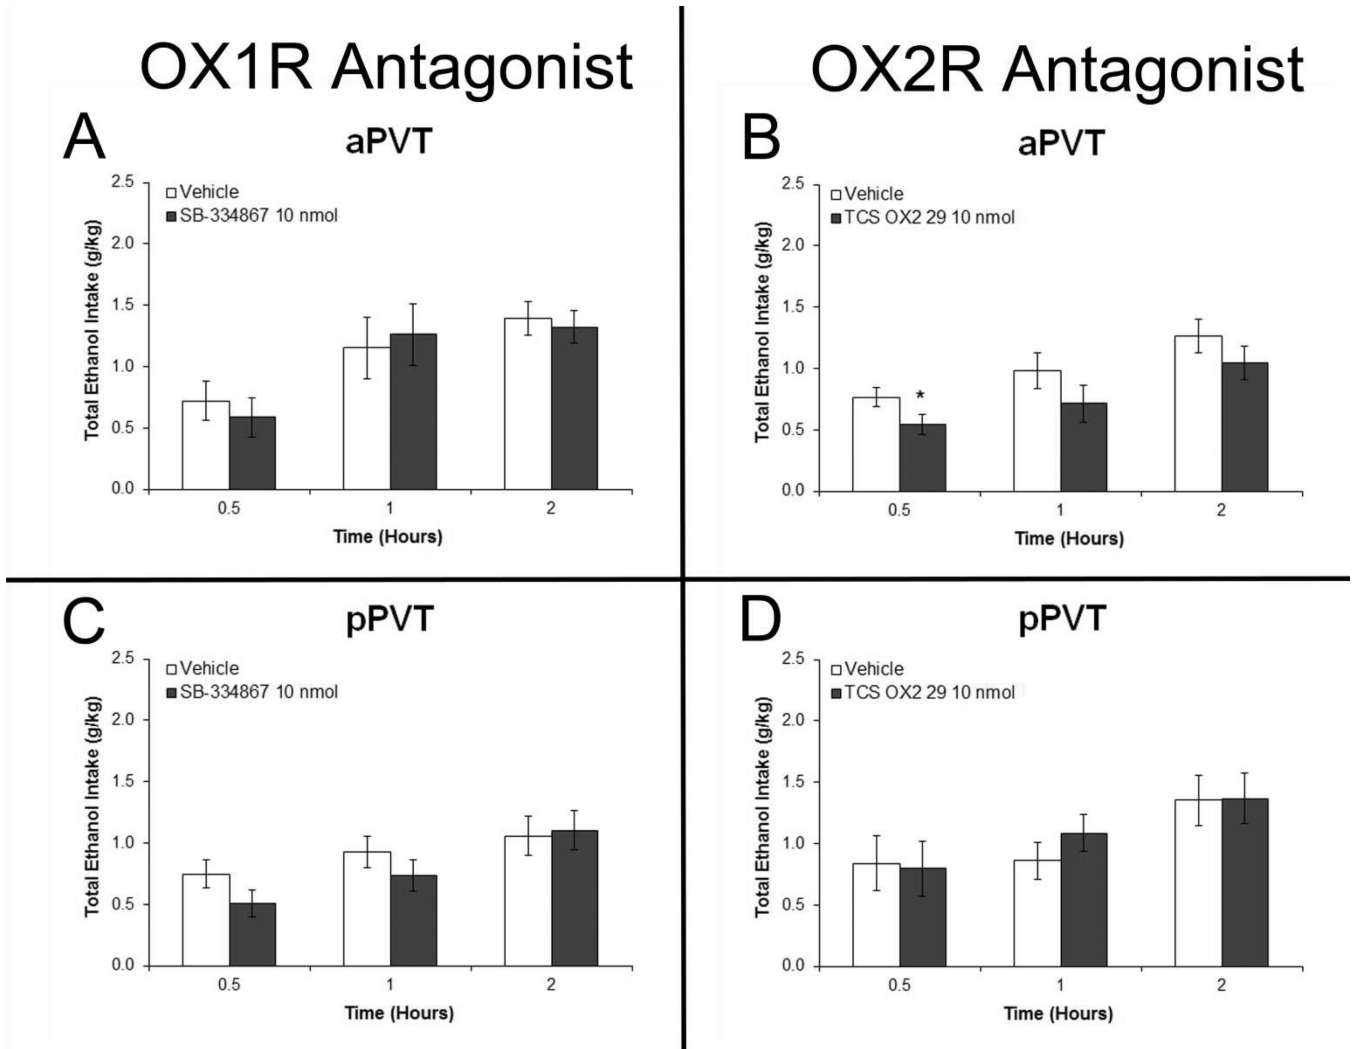 OX1R Antagonist
OX2R Antagonist
A
aPVT
Vehicle
SB-334867 10 nmol
Total Ethanol Intake (g/kg)
2.5
2.0
1.5
1.0
0.5
0.0
0.5 1 2
Time (Hours)
B
aPVT
Vehicle
TCS OX2 29 10 nmol
Total Ethanol Intake (g/kg)
2.5
2.0
1.5
1.0
0.5
0.0
*
0.5 1 2
Time (Hours)
C
pPVT
Vehicle
SB-334867 10 nmol
Total Ethanol Intake (g/kg)
2.5
2.0
1.5
1.0
0.5
0.0
0.5 1 2
Time (Hours)
D
pPVT
Vehicle
TCS OX2 29 10 nmol
Total Ethanol Intake (g/kg)
2.5
2.0
1.5
1.0
0.5
0.0
0.5 1 2
Time (Hours)